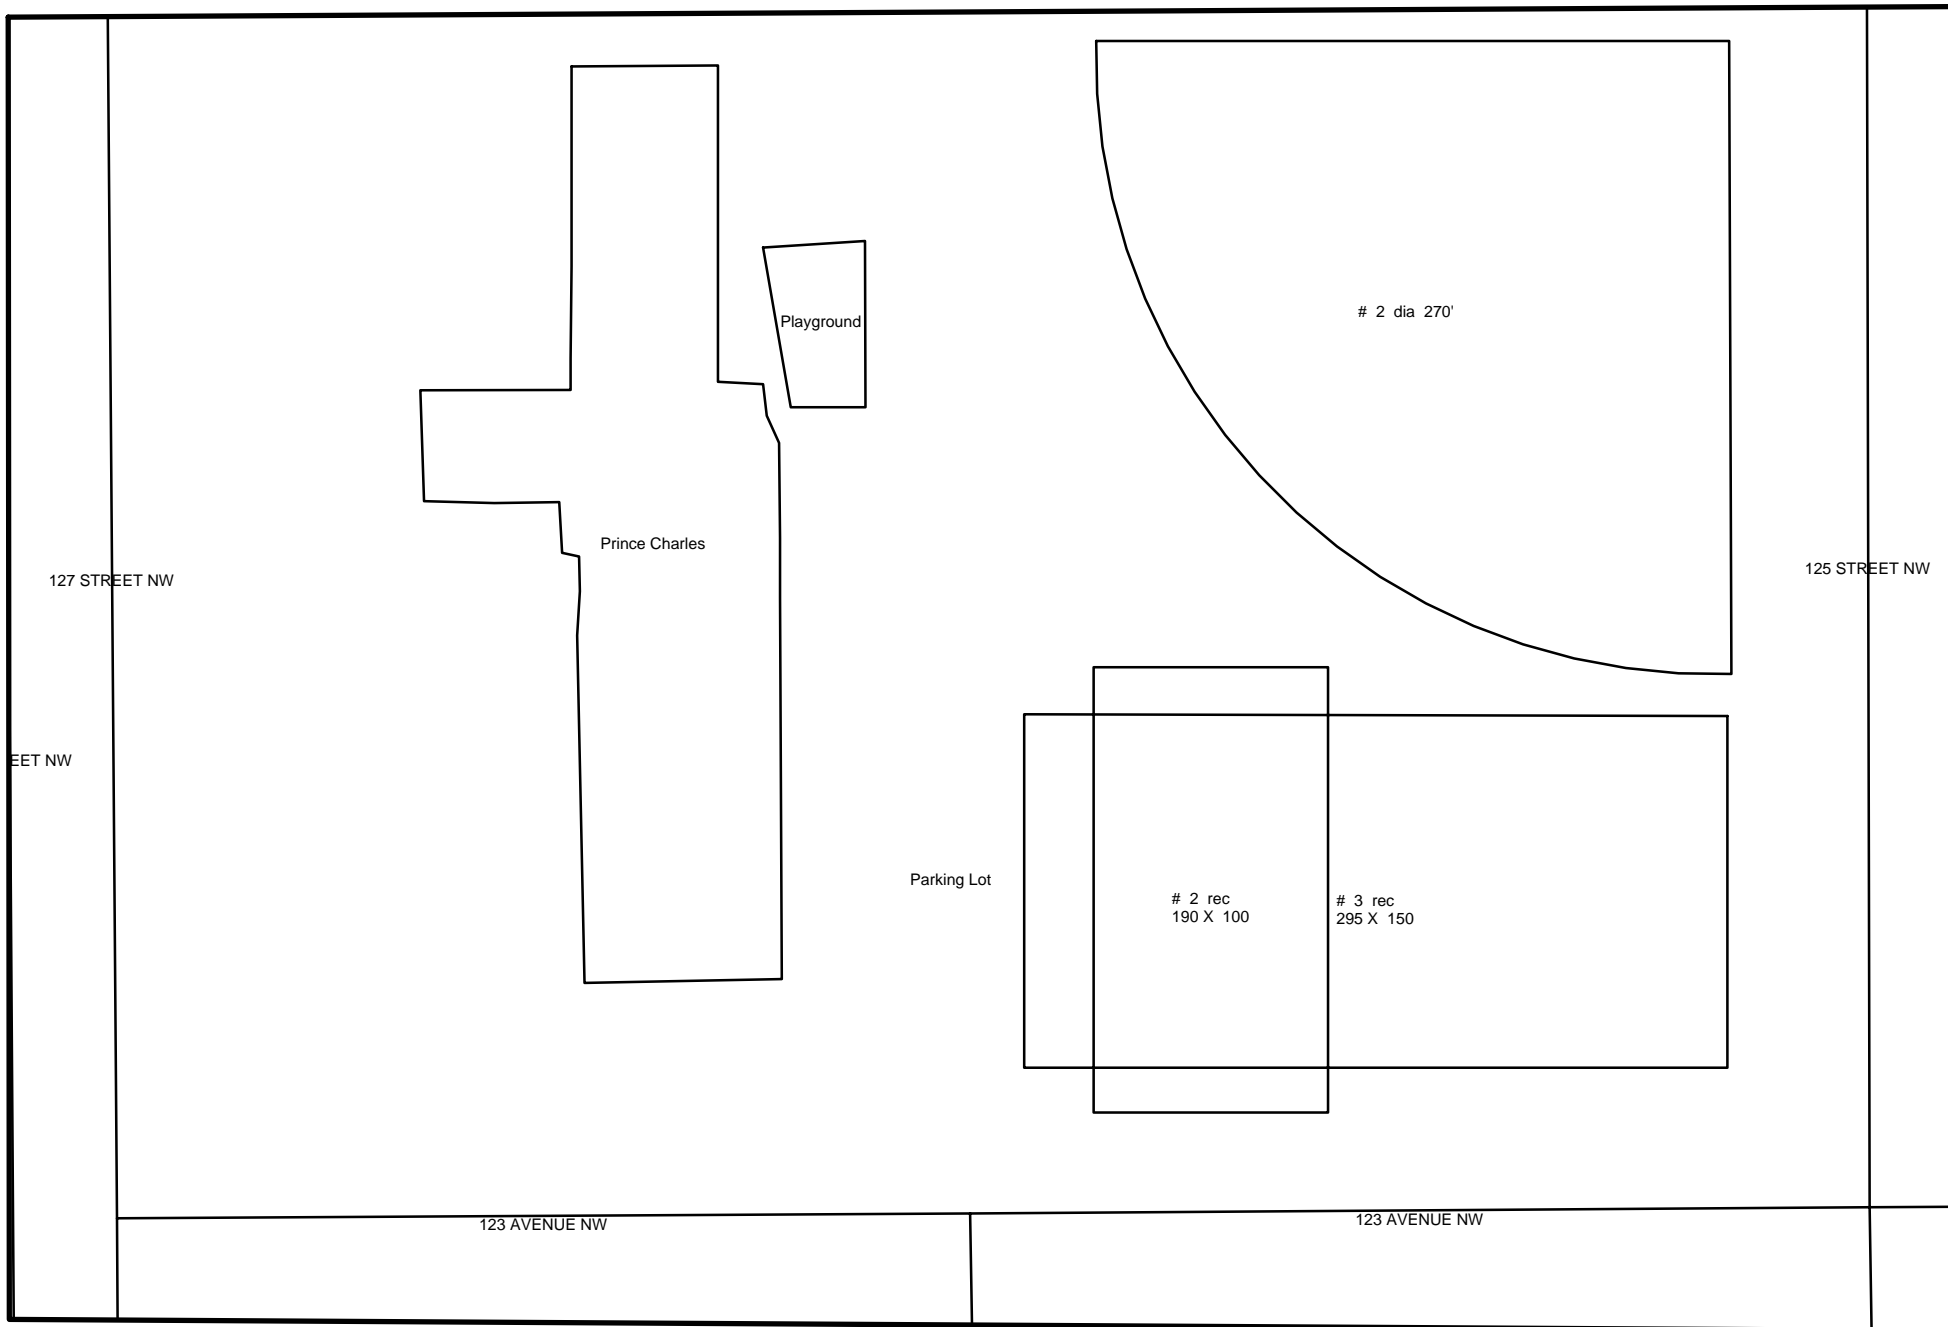 # 2 dia 270'
Playground
Prince Charles
125 STREET NW
127 STREET NW
EET NW
Parking Lot
# 2 rec
190 X 100
# 3 rec
295 X 150
123 AVENUE NW
123 AVENUE NW